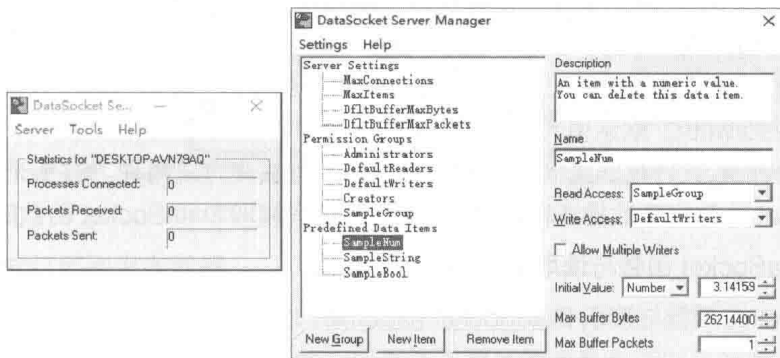 DataSocket Se...
Server Tools Help
Statistics for "DESKTOP-AVN79AQ"
Processes Connected: 0
Packets Received: 0
Packets Sent: 0
DataSocket Server Manager
Settings Help
Server Settings
MaxConnections
MaxItems
DfltBufferMaxBytes
DfltBufferMaxPackets
Permission Groups
Administrators
DefaultReaders
DefaultWriters
Creators
SampleGroup
Predefined Data Items
SampleNum
SampleString
SampleBool
New Group New Item Remove Item
Description
An item with a numeric value.
You can delete this data item.
Name
SampleNum
Read Access: SampleGroup
Write Access: DefaultWriters
Allow Multiple Writers
Initial Value: Number 3.14159
Max Buffer Bytes 26214400
Max Buffer Packets 1